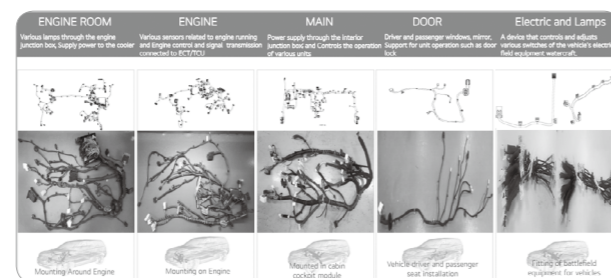 ENGINE ROOM
Various lamps through the engine
junction box, Supply power to the cooler
ENGINE
Various sensors related to engine running
and Engine control and signal transmission
connected to ECT/TCU
MAIN
Power supply through the interior
junction box and Controls the operation
of various units
DOOR
Driver and passenger windows, mirror,
Support for unit operation such as door
lock
Electric and Lamps
A device that controls and adjusts
various switches of the vehicle's electric
field equipment watercraft.
Mounting Around Engine
Mounting on Engine
Mounted in cabin
cockpit module
Vehicle driver and passenger
seat installation
Fitting of battlefield
equipment for vehicles